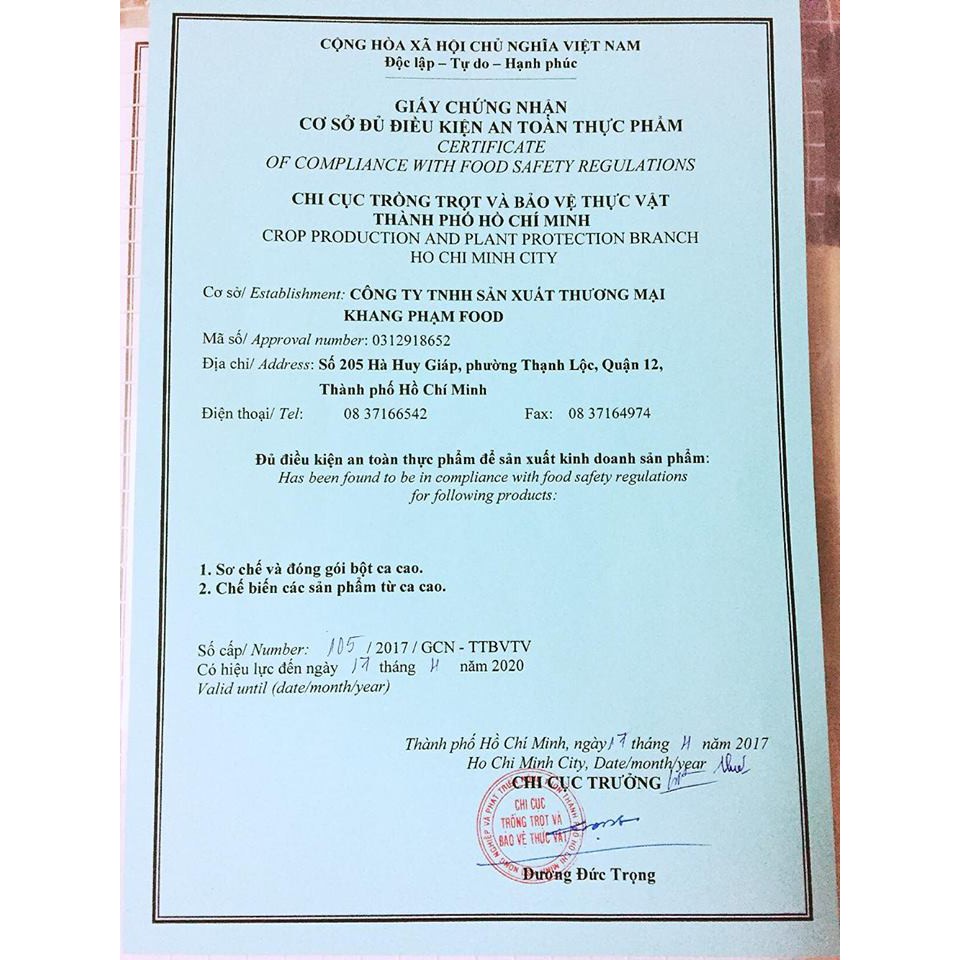 CỘNG HÒA XÃ HỘI CHỦ NGHĨA VIỆT NAM
Độc lập – Tự do – Hạnh phúc
GIẤY CHỨNG NHẬN
CƠ SỞ ĐỦ ĐIỀU KIỆN AN TOÀN THỰC PHẨM
CERTIFICATE
OF COMPLIANCE WITH FOOD SAFETY REGULATIONS
CHI CỤC TRỒNG TRỌT VÀ BẢO VỆ THỰC VẬT
THÀNH PHỐ HỒ CHÍ MINH
CROP PRODUCTION AND PLANT PROTECTION BRANCH
HO CHI MINH CITY
Cơ sở/ Establishment: CÔNG TY TNHH SẢN XUẤT THƯƠNG MẠI
KHANG PHẠM FOOD
Mã số/ Approval number: 0312918652
Địa chỉ/ Address: Số 205 Hà Huy Giáp, phường Thạnh Lộc, Quận 12,
Thành phố Hồ Chí Minh
Điện thoại/ Tel: 08 37166542 Fax: 08 37164974
Đủ điều kiện an toàn thực phẩm để sản xuất kinh doanh sản phẩm:
Has been found to be in compliance with food safety regulations
for following products:
1. Sơ chế và đóng gói bột ca cao.
2. Chế biến các sản phẩm từ ca cao.
Số cấp/ Number: 105 / 2017 / GCN - TTBVTV
Có hiệu lực đến ngày 17 tháng 11 năm 2020
Valid until (date/month/year)
Thành phố Hồ Chí Minh, ngày 17 tháng 11 năm 2017
Ho Chi Minh City, Date/month/year
CHI CỤC TRƯỞNG
CHI CỤC
TRỒNG TRỌT VÀ
BẢO VỆ THỰC VẬT
Dương Đức Trọng